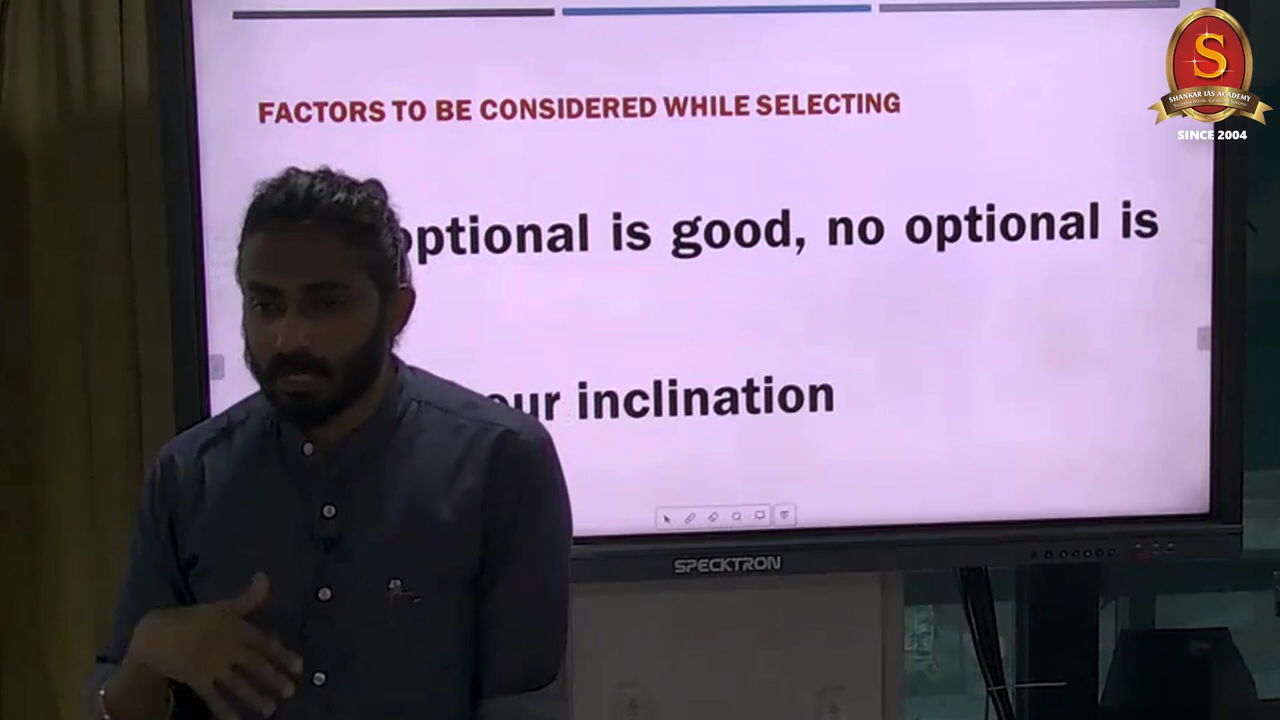 FACTORS TO BE CONSIDERED WHILE SELECTING
optional is good, no optional is
our inclination
SPECKTRON
S
SHANKAR IAS ACADEMY
SINCE 2004